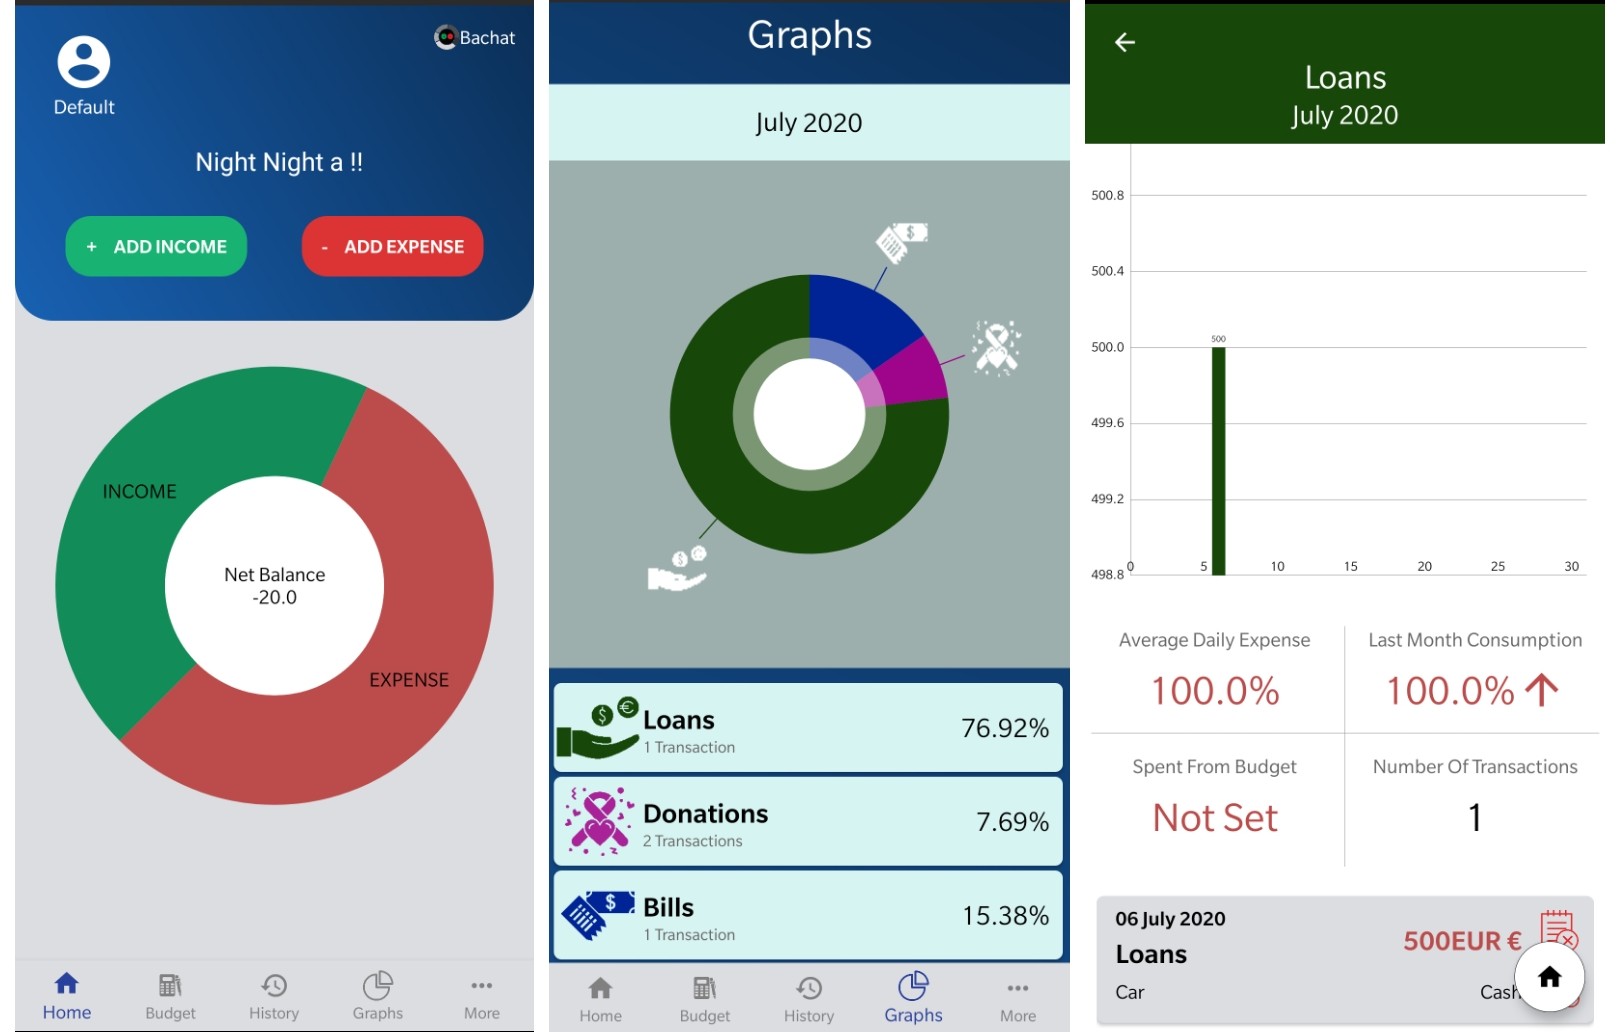 Bachat
Default
Night Night a !!
+ ADD INCOME
- ADD EXPENSE
INCOME
Net Balance
-20.0
EXPENSE
Home
Budget
History
Graphs
More
Graphs
July 2020
$
$ €
Loans
1 Transaction
76.92%
Donations
2 Transactions
7.69%
$
Bills
1 Transaction
15.38%
Home
Budget
History
Graphs
More
Loans
July 2020
500.8
500.4
500.0
499.6
499.2
498.8
500
0 5 10 15 20 25 30
Average Daily Expense
100.0%
Last Month Consumption
100.0%
Spent From Budget
Not Set
Number Of Transactions
1
06 July 2020
Loans
500EUR €
Car
Cash